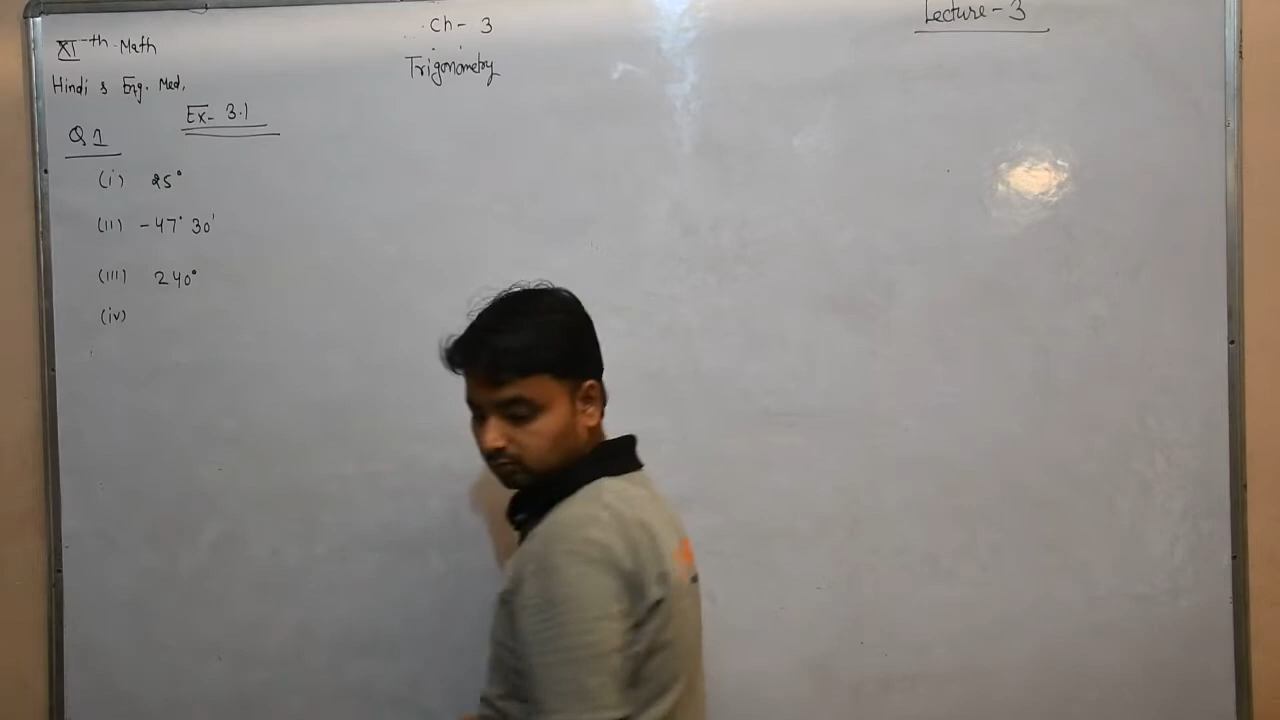 Ch- 3
Lecture - 3
XI-th Math
Trigonometry
Hindi & Eng. Med.
Ex- 3.1
Q1
(i) 25°
(ii) -47° 30'
(iii) 240°
(iv)